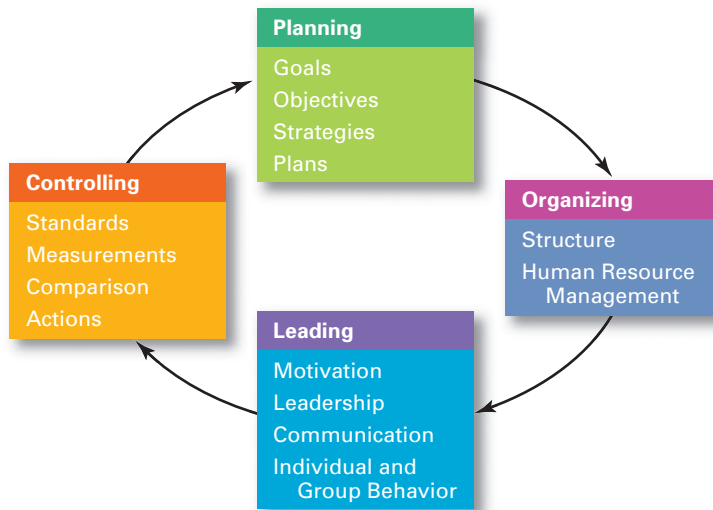 Planning
Goals
Objectives
Strategies
Plans
Organizing
Structure
Human Resource
Management
Leading
Motivation
Leadership
Communication
Individual and
Group Behavior
Controlling
Standards
Measurements
Comparison
Actions